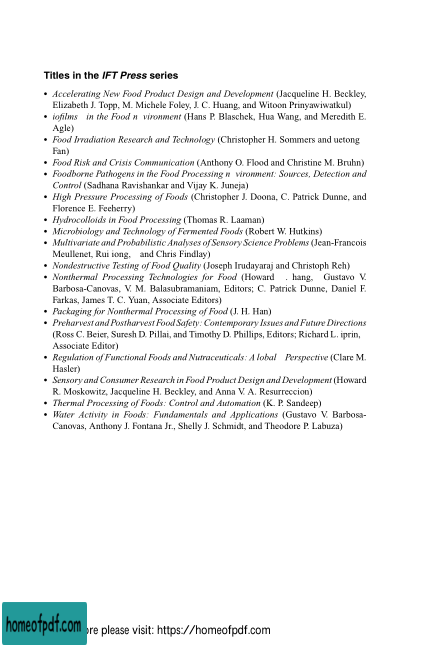 Titles in the IFT Press series
• Accelerating New Food Product Design and Development (Jacqueline H. Beckley,
Elizabeth J. Topp, M. Michele Foley, J. C. Huang, and Witoon Prinyawiwatkul)
• iofilms in the Food n vironment (Hans P. Blaschek, Hua Wang, and Meredith E.
Agle)
• Food Irradiation Research and Technology (Christopher H. Sommers and uetong
Fan)
• Food Risk and Crisis Communication (Anthony O. Flood and Christine M. Bruhn)
• Foodborne Pathogens in the Food Processing n vironment: Sources, Detection and
Control (Sadhana Ravishankar and Vijay K. Juneja)
• High Pressure Processing of Foods (Christopher J. Doona, C. Patrick Dunne, and
Florence E. Feeherry)
• Hydrocolloids in Food Processing (Thomas R. Laaman)
• Microbiology and Technology of Fermented Foods (Robert W. Hutkins)
• Multivariate and Probabilistic Analyses of Sensory Science Problems (Jean-Francois
Meullenet, Rui iong, and Chris Findlay)
• Nondestructive Testing of Food Quality (Joseph Irudayaraj and Christoph Reh)
• Nonthermal Processing Technologies for Food (Howard . hang, Gustavo V.
Barbosa-Canovas, V. M. Balasubramaniam, Editors; C. Patrick Dunne, Daniel F.
Farkas, James T. C. Yuan, Associate Editors)
• Packaging for Nonthermal Processing of Food (J. H. Han)
• Preharvest and Postharvest Food Safety: Contemporary Issues and Future Directions
(Ross C. Beier, Suresh D. Pillai, and Timothy D. Phillips, Editors; Richard L. iprin,
Associate Editor)
• Regulation of Functional Foods and Nutraceuticals: A lobal Perspective (Clare M.
Hasler)
• Sensory and Consumer Research in Food Product Design and Development (Howard
R. Moskowitz, Jacqueline H. Beckley, and Anna V. A. Resurreccion)
• Thermal Processing of Foods: Control and Automation (K. P. Sandeep)
• Water Activity in Foods: Fundamentals and Applications (Gustavo V. Barbosa-
Canovas, Anthony J. Fontana Jr., Shelly J. Schmidt, and Theodore P. Labuza)
homeofpdf.com
ore please visit: https://homeofpdf.com